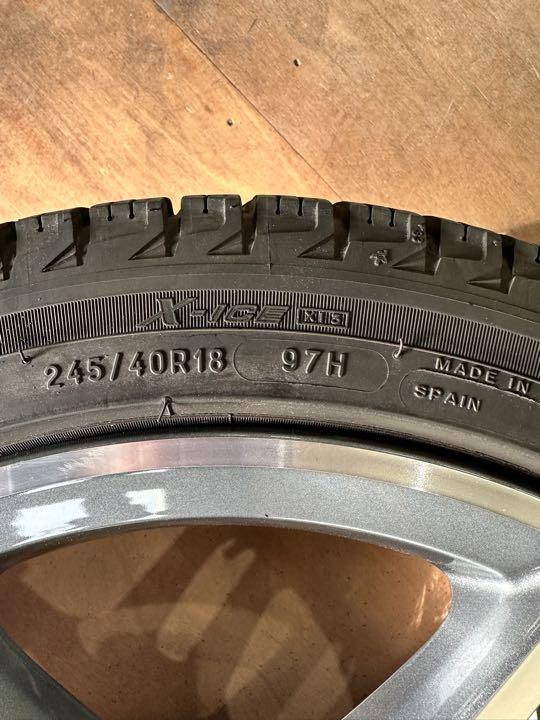 X-ICE XI3
245/40R18 97H MADE IN
SPAIN